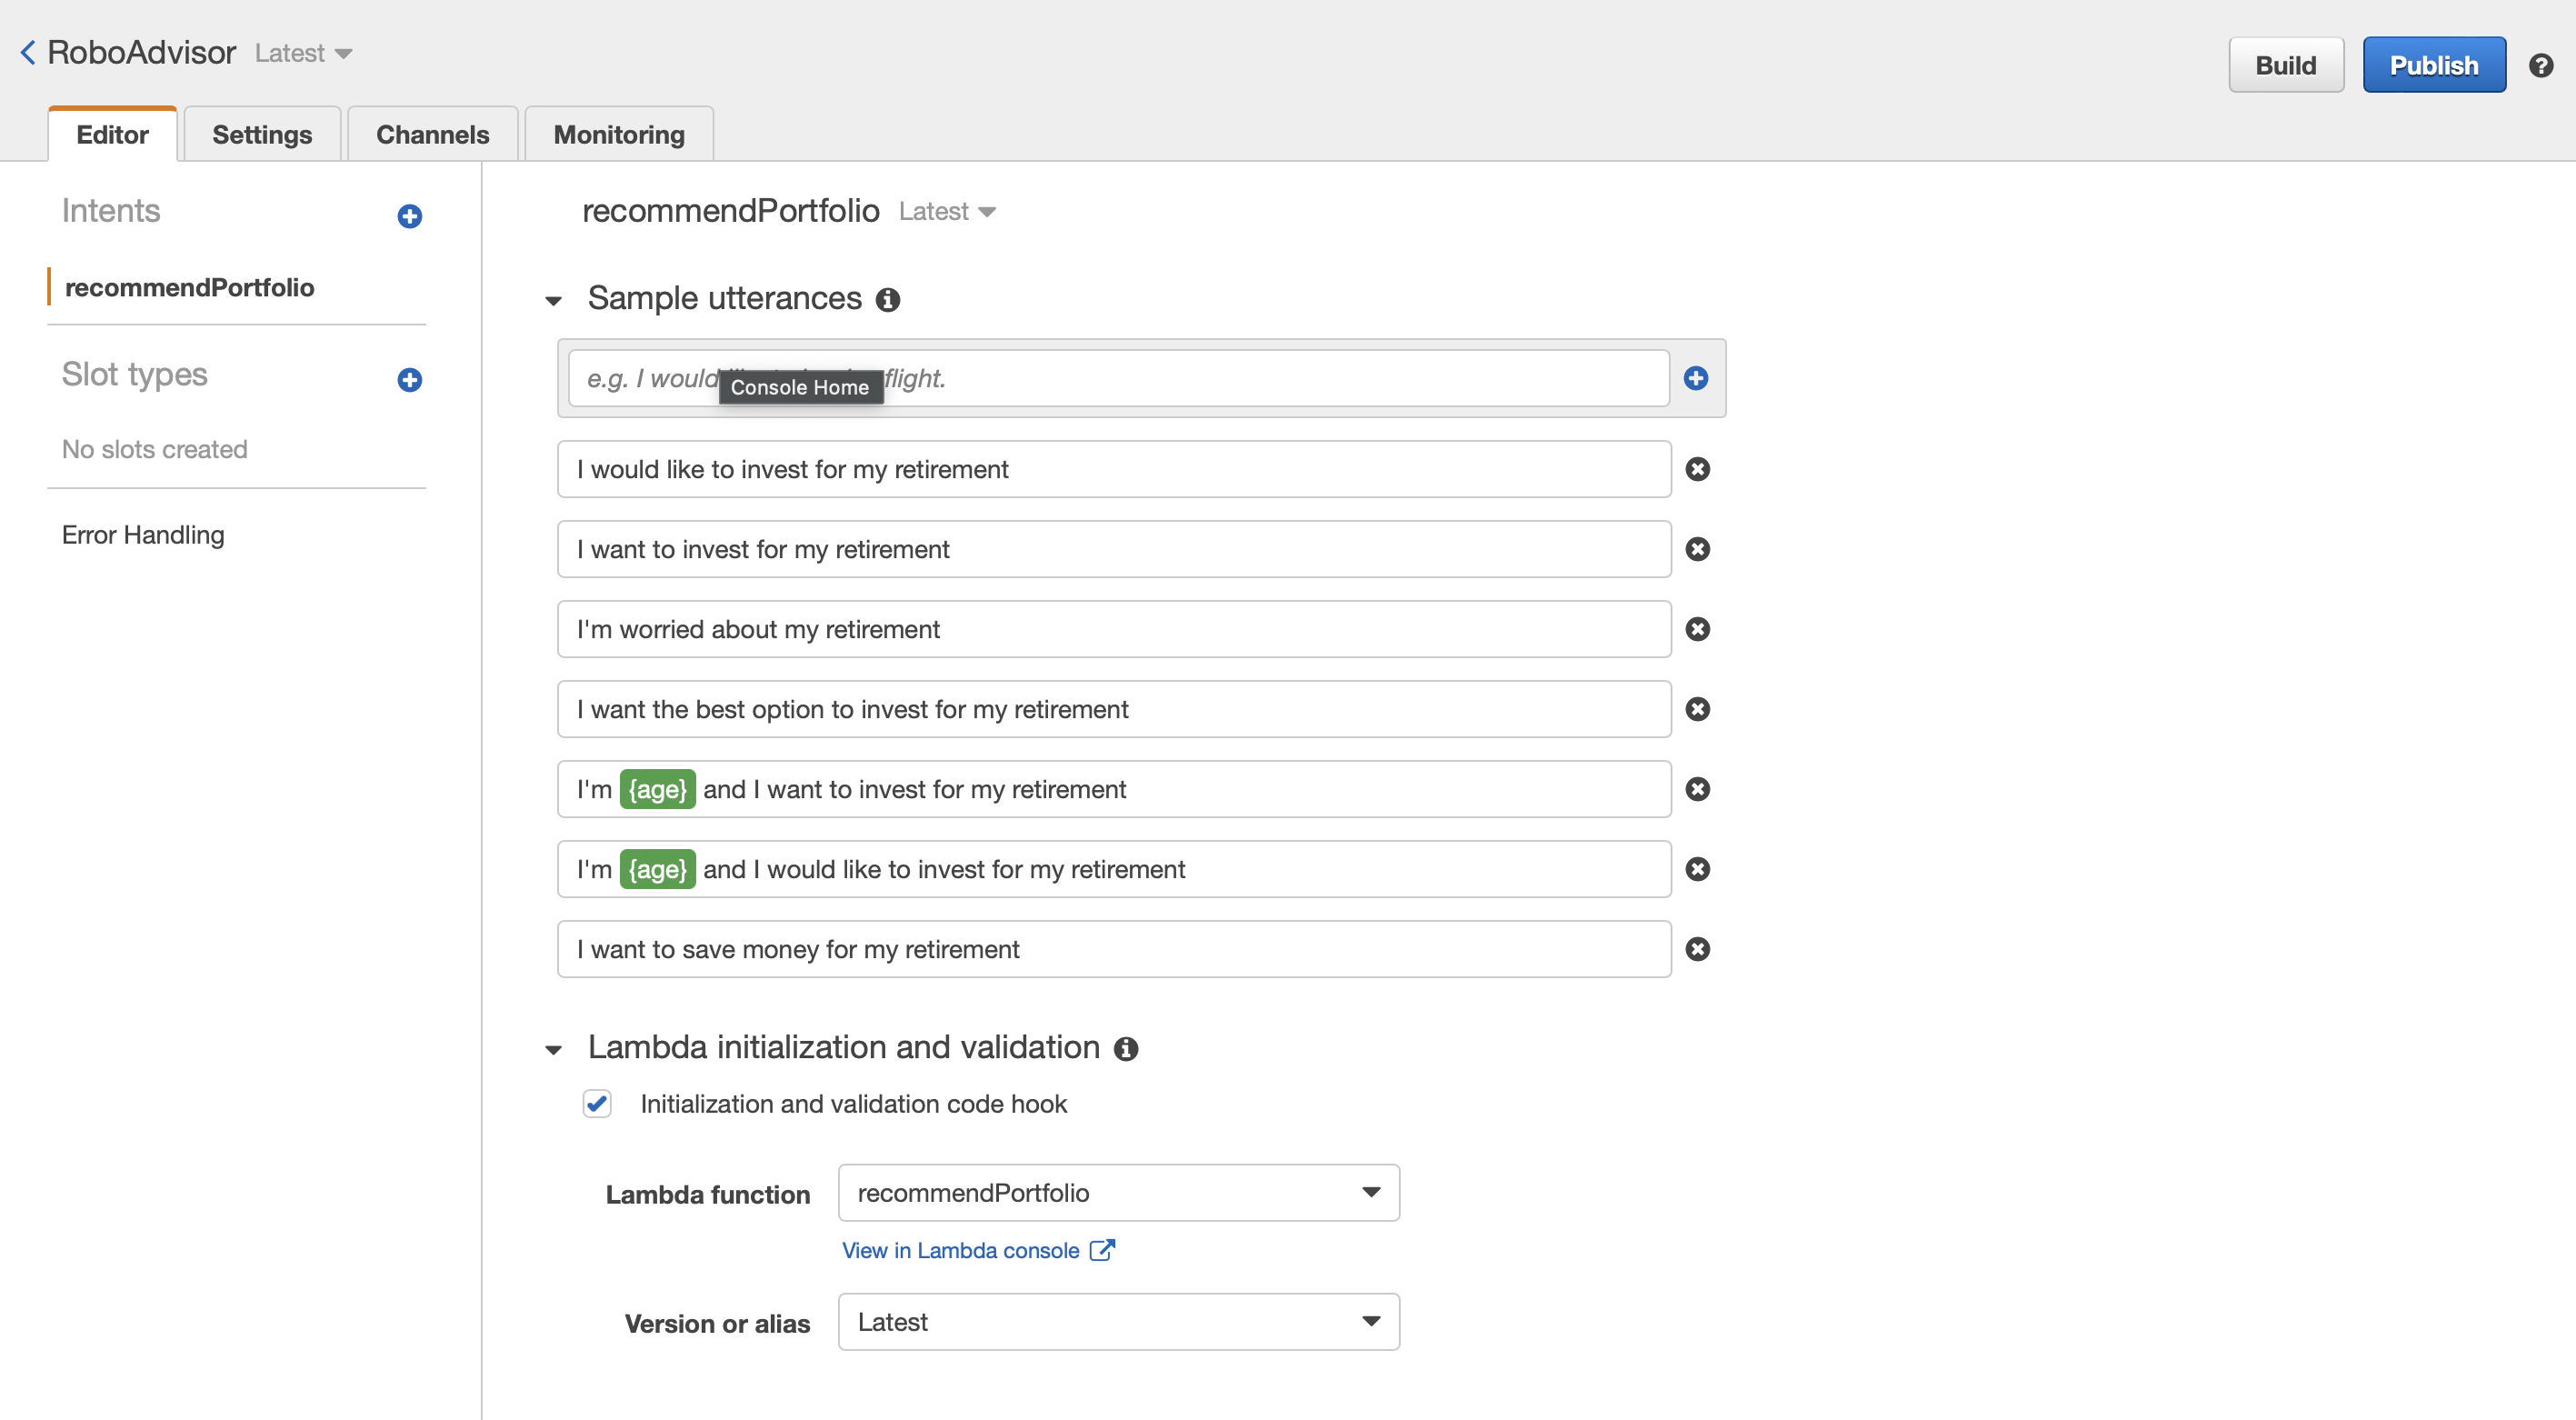 RoboAdvisor Latest
Build Publish
Editor Settings Channels Monitoring
Intents
recommendPortfolio
Slot types
No slots created
Error Handling
recommendPortfolio Latest
Sample utterances
e.g. I would flight.
Console Home
I would like to invest for my retirement
I want to invest for my retirement
I'm worried about my retirement
I want the best option to invest for my retirement
I'm {age} and I want to invest for my retirement
I'm {age} and I would like to invest for my retirement
I want to save money for my retirement
Lambda initialization and validation
Initialization and validation code hook
Lambda function recommendPortfolio
View in Lambda console
Version or alias Latest